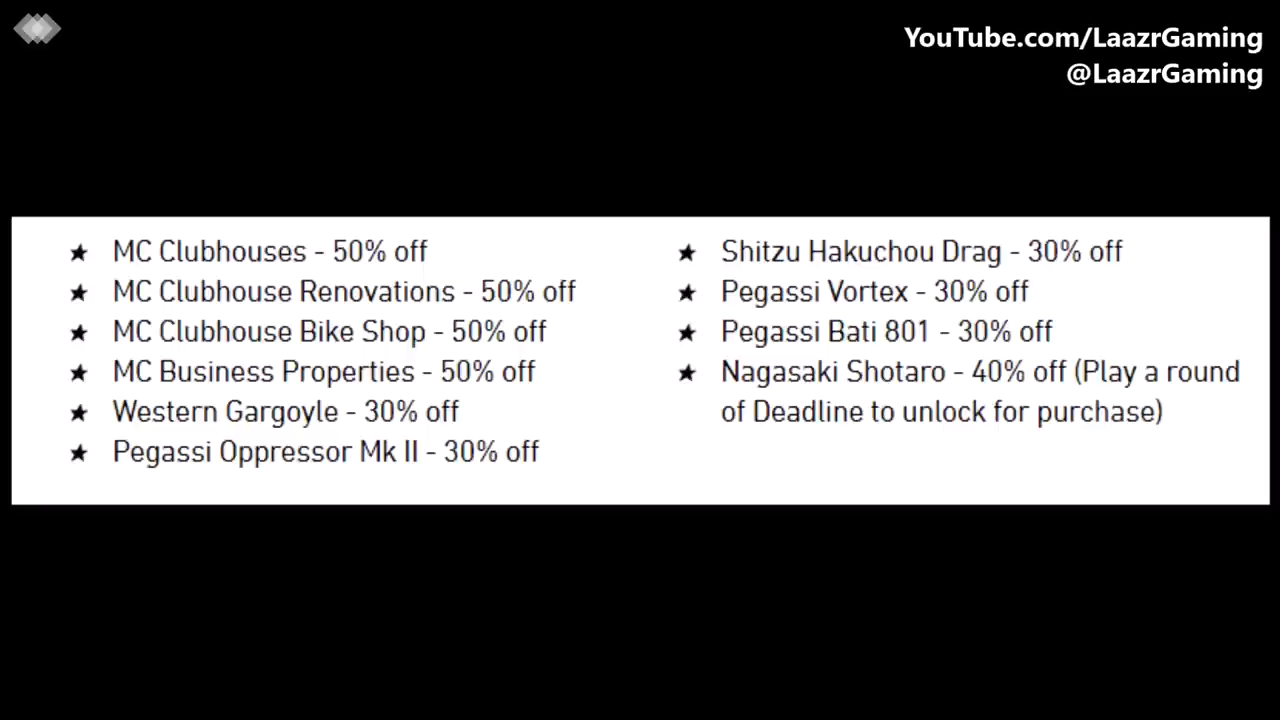 YouTube.com/LaazrGaming
@LaazrGaming
★ MC Clubhouses - 50% off
★ MC Clubhouse Renovations - 50% off
★ MC Clubhouse Bike Shop - 50% off
★ MC Business Properties - 50% off
★ Western Gargoyle - 30% off
★ Pegassi Oppressor Mk II - 30% off
★ Shitzu Hakuchou Drag - 30% off
★ Pegassi Vortex - 30% off
★ Pegassi Bati 801 - 30% off
★ Nagasaki Shotaro - 40% off (Play a round
of Deadline to unlock for purchase)